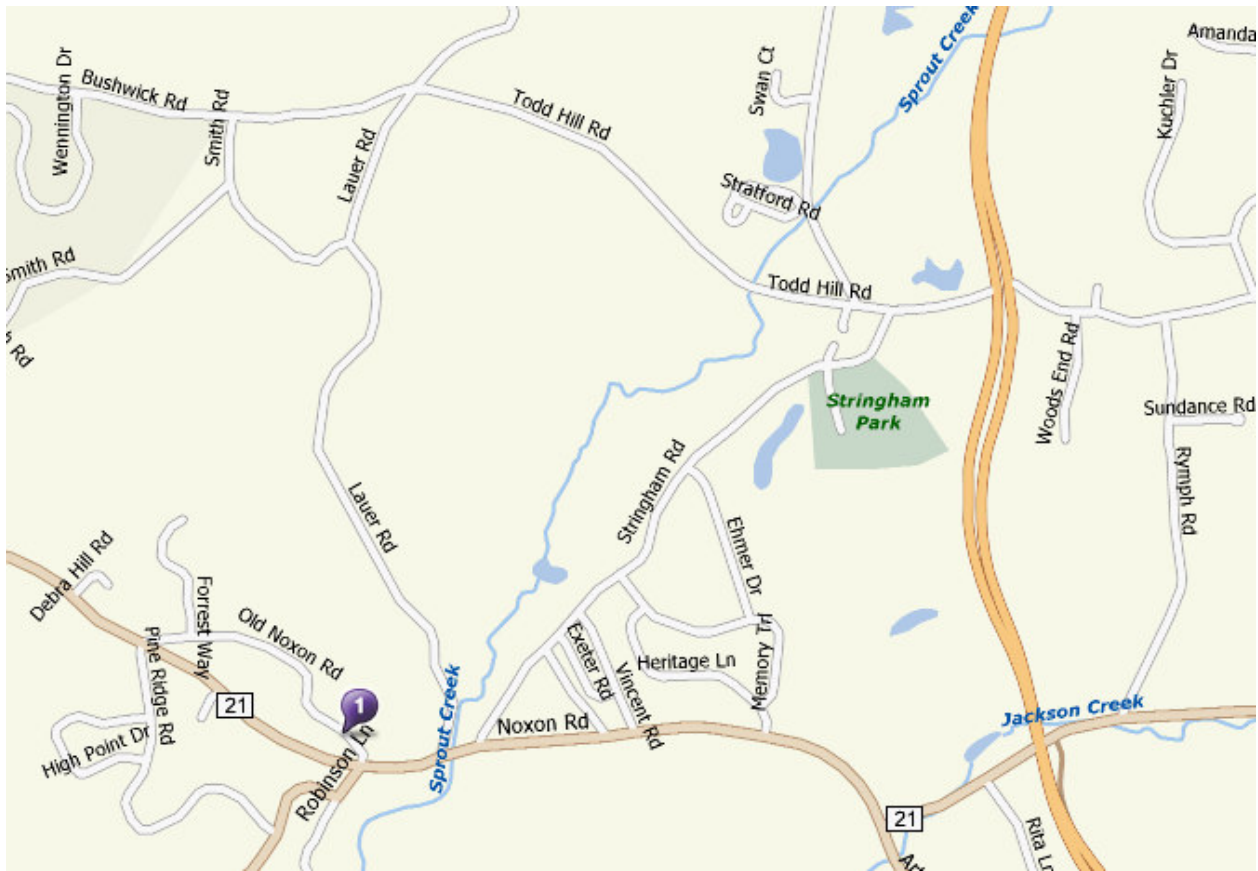 Amanda
Sprout Creek
Wennington Dr
Bushwick Rd
Smith Rd
Lauer Rd
Todd Hill Rd
Swan Ct
Kuchler Dr
Stratford Rd
Smith Rd
Todd Hill Rd
h Rd
Woods End Rd
Stringham
Park
Sundance Rd
Stringham Rd
Rymph Rd
Lauer Rd
Debra Hill Rd
Forrest Way
Ehmer Dr
Old Noxon Rd
Pine Ridge Rd
Exeter Rd
Vincent Rd
Heritage Ln
Memory Trl
21
1
High Point Dr
Robinson Ln
Sprout Creek
Noxon Rd
Jackson Creek
21
Rita Ln
Art